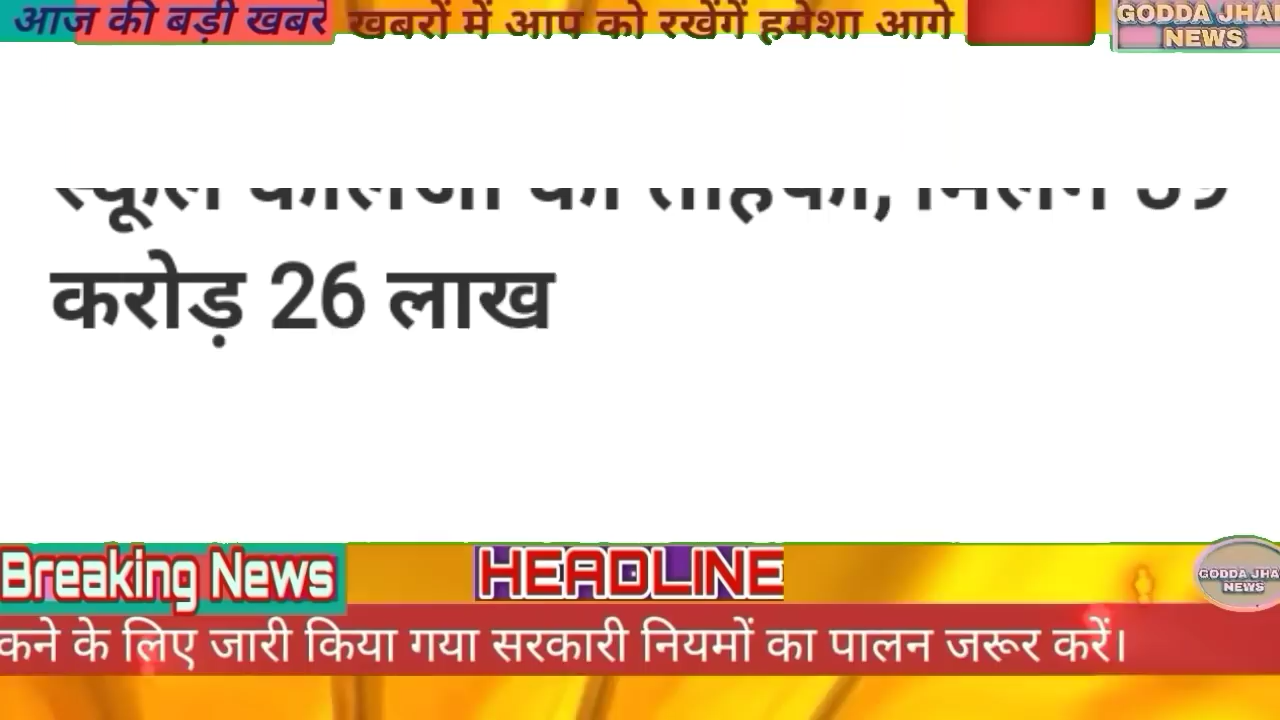 आज की बड़ी खबरें
खबरों में आप को रखेंगें हमेशा आगे
GODDA JHA
NEWS
करोड़ 26 लाख
Breaking News
HEADLINE
GODDA JHA
NEWS
के लिए जारी किया गया सरकारी नियमों का पालन जरूर करें।